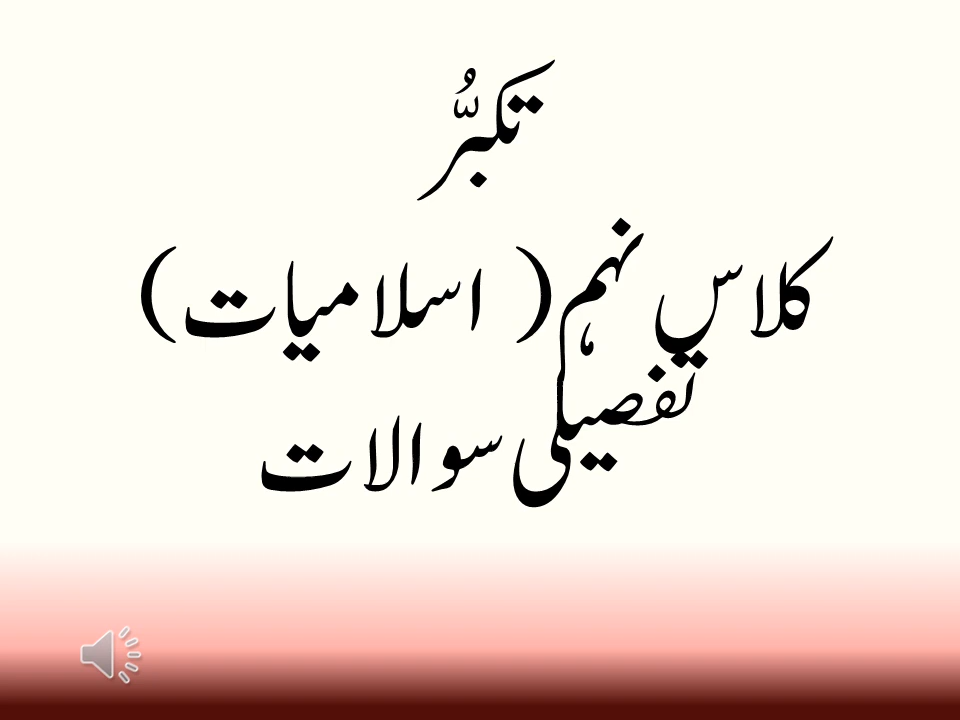 تکبّرُ
کلاس نہم( اسلامیات)
تفصیلی سوالات